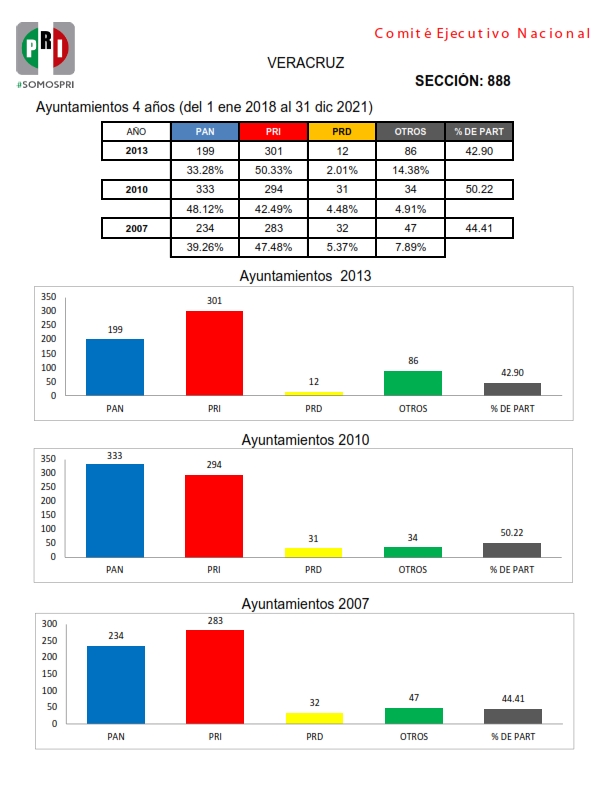 Comité Ejecutivo Nacional
PRI
#SOMOSPRI
VERACRUZ
SECCIÓN: 888
Ayuntamientos 4 años (del 1 ene 2018 al 31 dic 2021)
AÑO PAN PRI PRD OTROS % DE PART
2013 199 301 12 86 42.90
33.28% 50.33% 2.01% 14.38%
2010 333 294 31 34 50.22
48.12% 42.49% 4.48% 4.91%
2007 234 283 32 47 44.41
39.26% 47.48% 5.37% 7.89%
Ayuntamientos 2013
350
300
250
200
150
100
50
0
199 301 12 86 42.90
PAN PRI PRD OTROS % DE PART
Ayuntamientos 2010
350
300
250
200
150
100
50
0
333 294 31 34 50.22
PAN PRI PRD OTROS % DE PART
Ayuntamientos 2007
300
250
200
150
100
50
0
234 283 32 47 44.41
PAN PRI PRD OTROS % DE PART